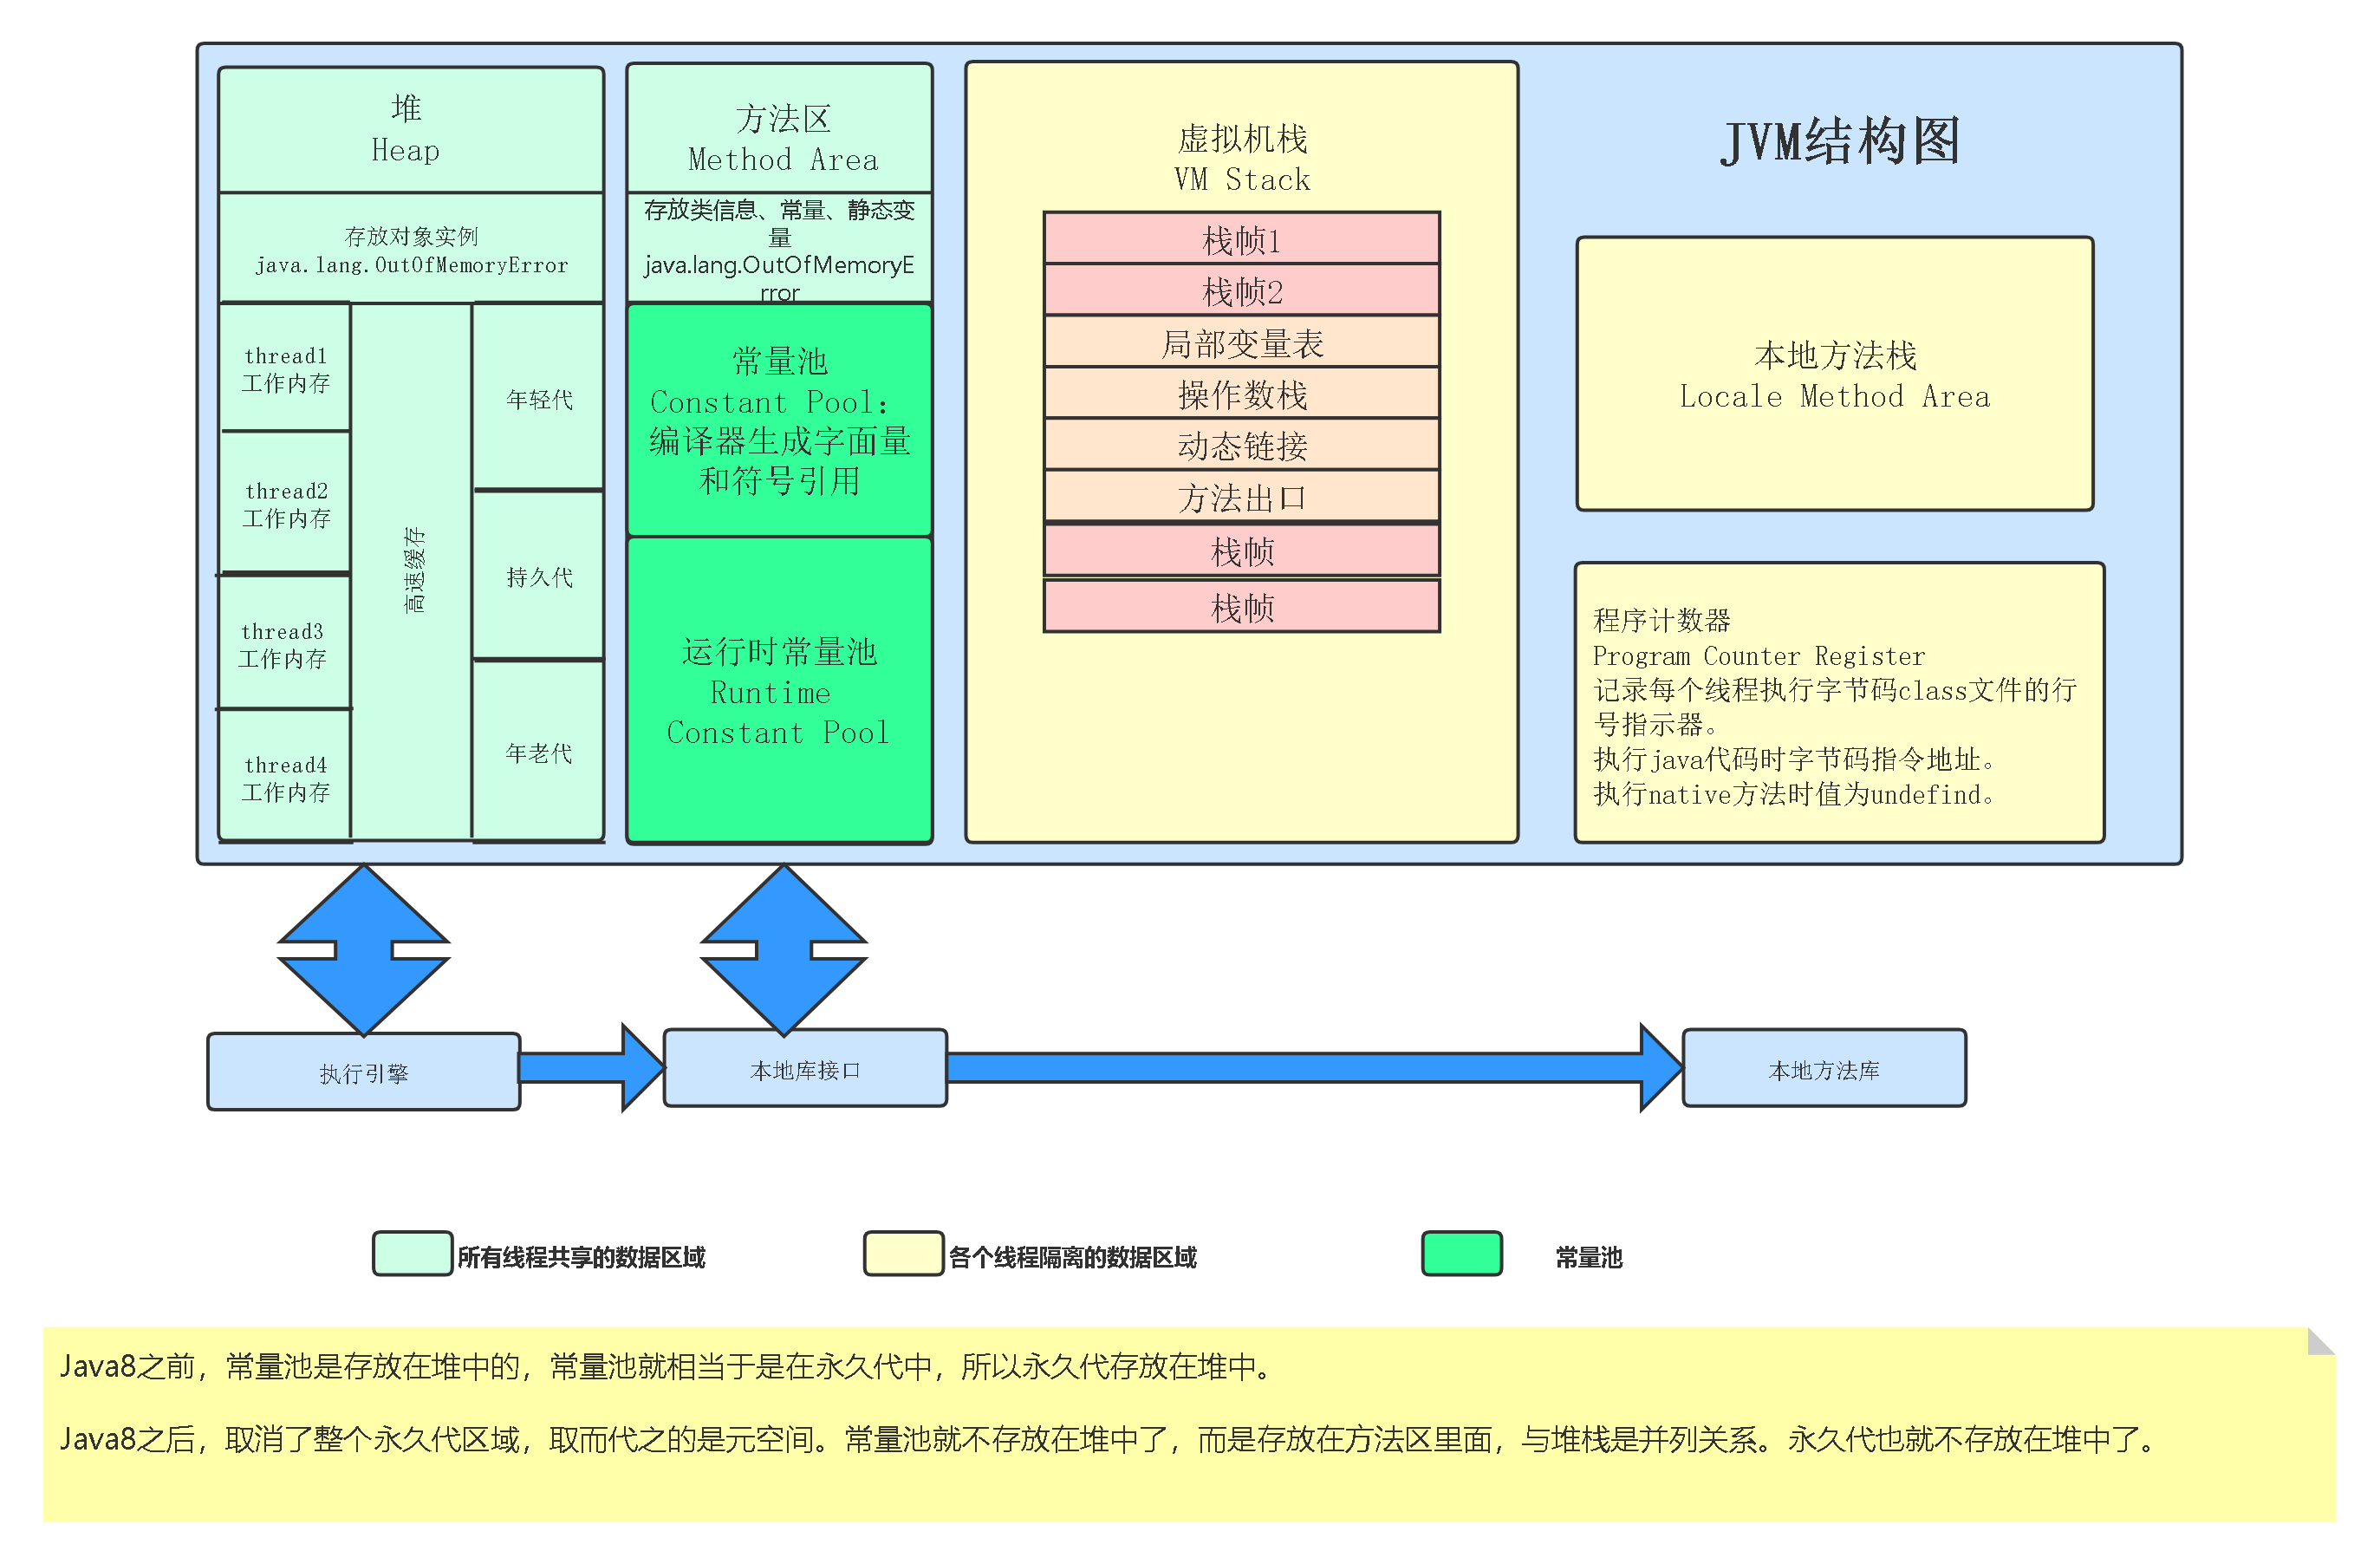 JVM结构图
堆
Heap
存放对象实例
java.lang.OutOfMemoryError
thread1
工作内存
thread2
工作内存
thread3
工作内存
thread4
工作内存
高速缓存
年轻代
持久代
年老代
方法区
Method Area
存放类信息、常量、静态变
量
java.lang.OutOfMemoryE
rror
常量池
Constant Pool:
编译器生成字面量
和符号引用
运行时常量池
Runtime
Constant Pool
虚拟机栈
VM Stack
栈帧1
栈帧2
局部变量表
操作数栈
动态链接
方法出口
栈帧
栈帧
本地方法栈
Locale Method Area
程序计数器
Program Counter Register
记录每个线程执行字节码class文件的行
号指示器。
执行java代码时字节码指令地址。
执行native方法时值为undefind。
执行引擎
本地库接口
本地方法库
所有线程共享的数据区域
各个线程隔离的数据区域
常量池
Java8之前，常量池是存放在堆中的，常量池就相当于是在永久代中，所以永久代存放在堆中。
Java8之后，取消了整个永久代区域，取而代之的是元空间。常量池就不存放在堆中了，而是存放在方法区里面，与堆栈是并列关系。永久代也就不存放在堆中了。